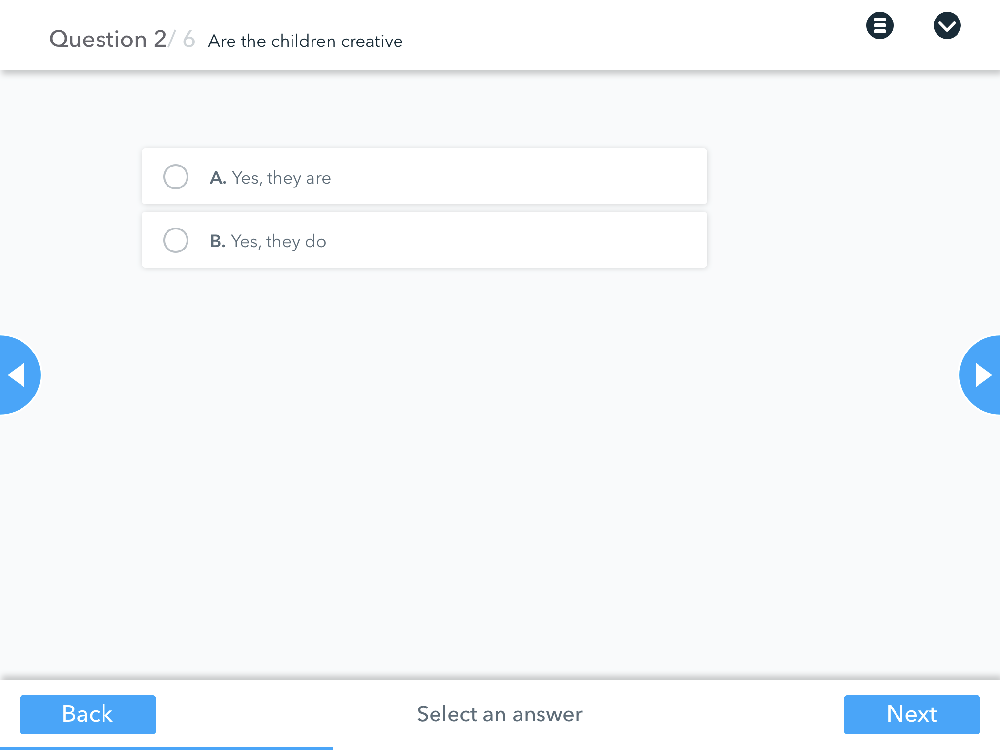 Question 2/ 6 Are the children creative
A. Yes, they are
B. Yes, they do
Back Select an answer Next